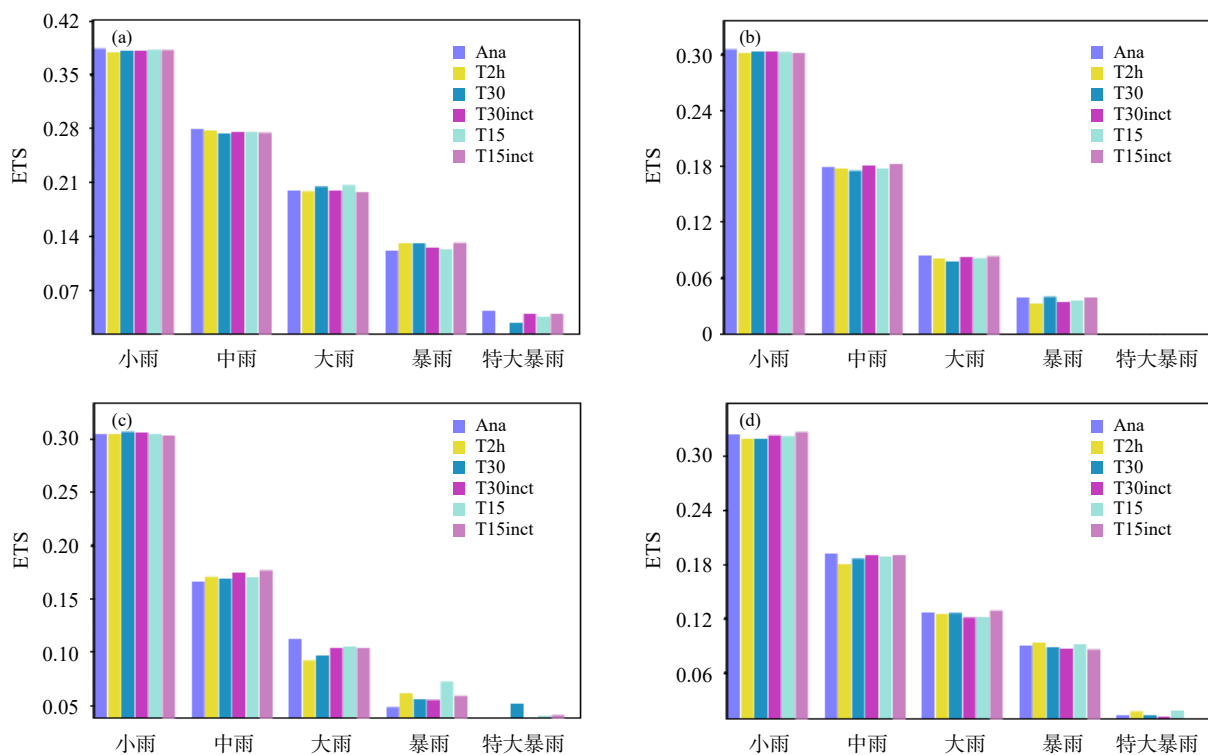 0.42
0.35
0.28
0.21
0.14
0.07
ETS
(a)
Ana
T2h
T30
T30inct
T15
T15inct
小雨 中雨 大雨 暴雨 特大暴雨
0.30
0.24
0.18
0.12
0.06
0
ETS
(b)
Ana
T2h
T30
T30inct
T15
T15inct
小雨 中雨 大雨 暴雨 特大暴雨
0.30
0.25
0.20
0.15
0.10
0.05
ETS
(c)
Ana
T2h
T30
T30inct
T15
T15inct
小雨 中雨 大雨 暴雨 特大暴雨
0.30
0.24
0.18
0.12
0.06
ETS
(d)
Ana
T2h
T30
T30inct
T15
T15inct
小雨 中雨 大雨 暴雨 特大暴雨